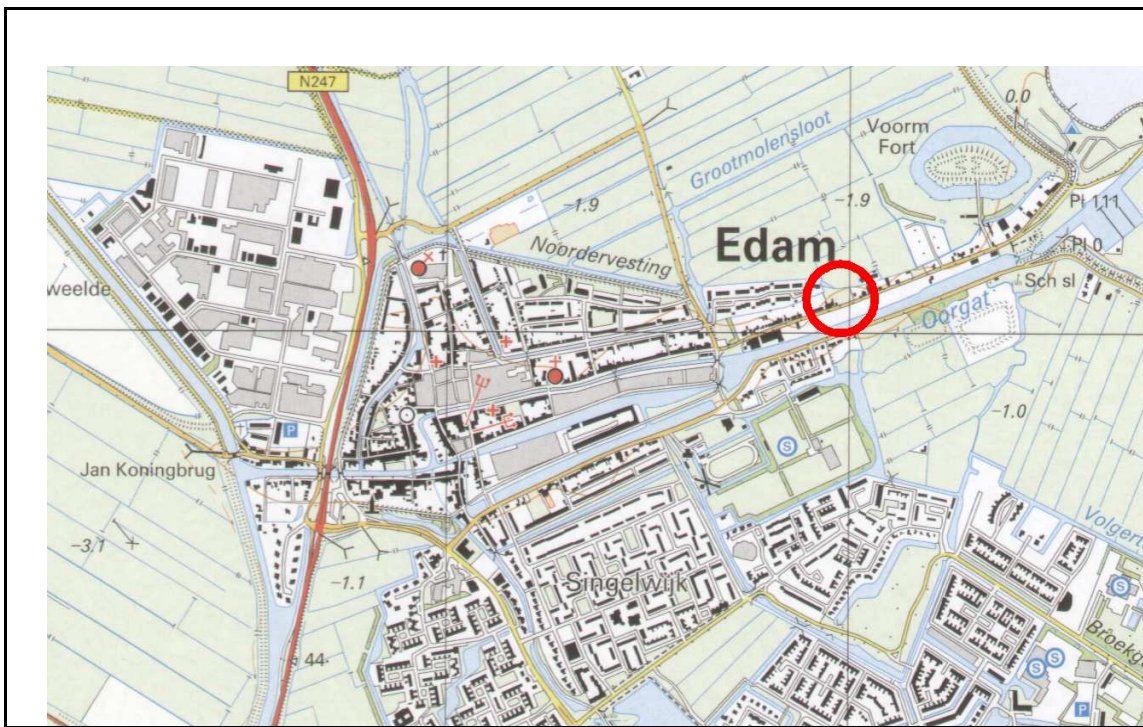 N247
0.0
Voorm
Fort
Grootmolensloot
-1.9
-1.9
Pl 111
Edam
Noordervesting
Pl 0
Sch sl
weelde
Oorgat
-1.0
P
S
Jan Koningbrug
-3.1
-1.1
Singelwijk
Volger
S
Broekg
S
S
44
P